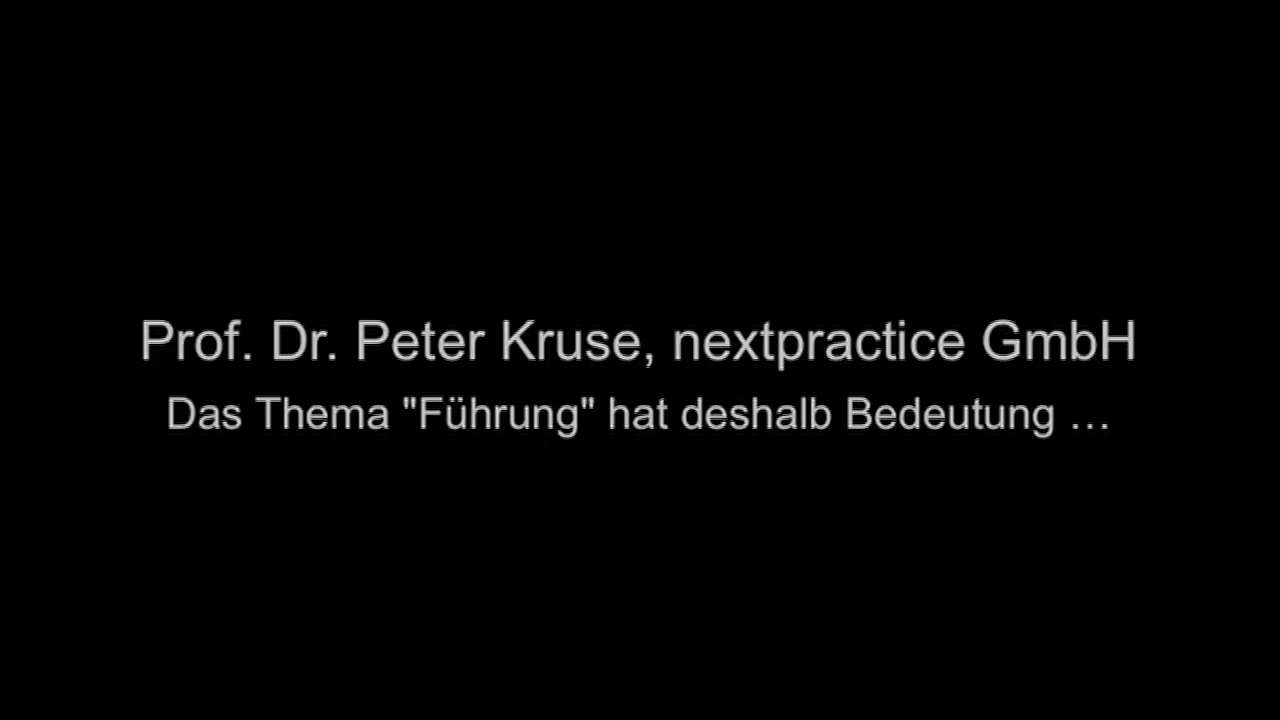 Prof. Dr. Peter Kruse, nextpractice GmbH
Das Thema "Führung" hat deshalb Bedeutung …